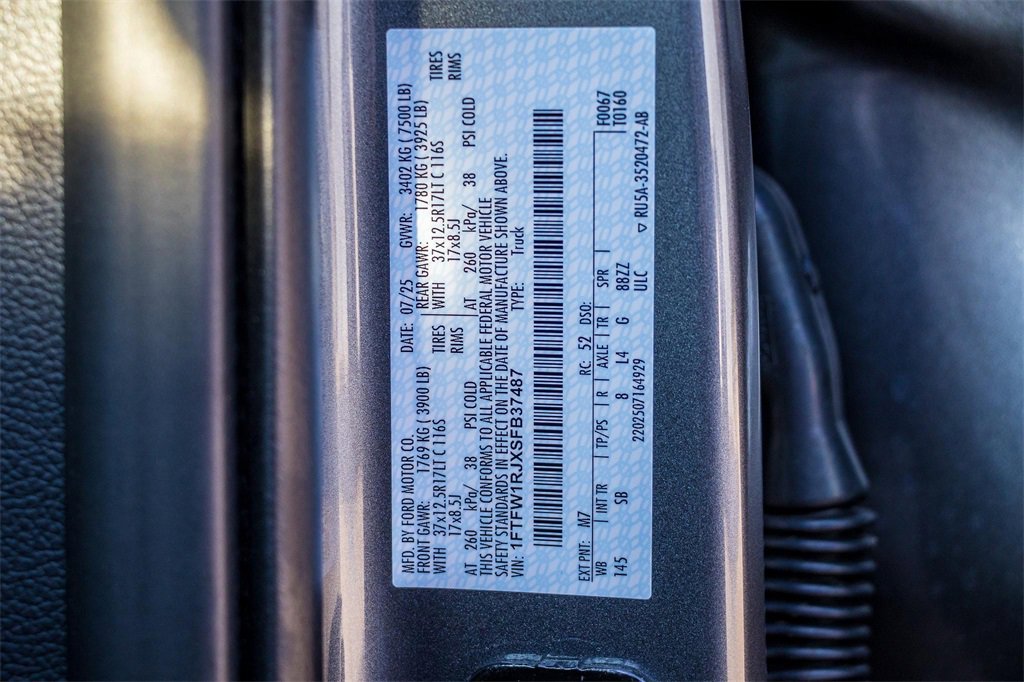 MFD. BY FORD MOTOR CO. DATE: 07/25 GVWR: 3402 KG ( 7500 LB)
FRONT GAWR: 1769 KG ( 3900 LB) REAR GAWR: 1780 KG ( 3925 LB)
WITH 37x12.5R17LT C 116S TIRES WITH 37x12.5R17LT C 116S TIRES
17x8.5J RIMS 17x8.5J RIMS
AT 260 kPa/ 38 PSI COLD AT 260 kPa/ 38 PSI COLD
THIS VEHICLE CONFORMS TO ALL APPLICABLE FEDERAL MOTOR VEHICLE
SAFETY STANDARDS IN EFFECT ON THE DATE OF MANUFACTURE SHOWN ABOVE.
VIN: 1FTFW1RJXSFB37487 TYPE: Truck
EXT PNT: M7 RC: 52 DSO: F0067
WB INT TR TP/PS R AXLE TR SPR T0160
145 SB 8 L4 G 8BZZ
2202507164929 ULC ▽ RU5A-3520472-AB